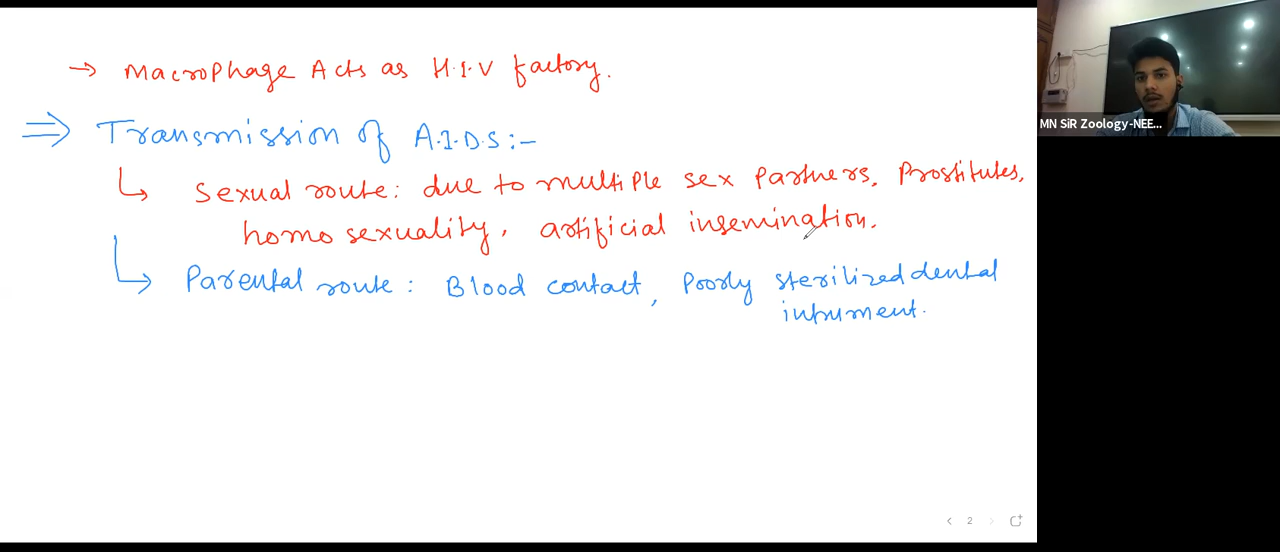 → Macrophage Acts as H.I.V factory.
⇒ Transmission of A.I.D.S :-
↳ Sexual route: due to multiple sex Partners, Prostitutes,
homo sexuality, artificial insemination.
↳ Parental route: Blood contact, Poorly sterilized dental
intrument.
MN SiR Zoology-NEE...
2